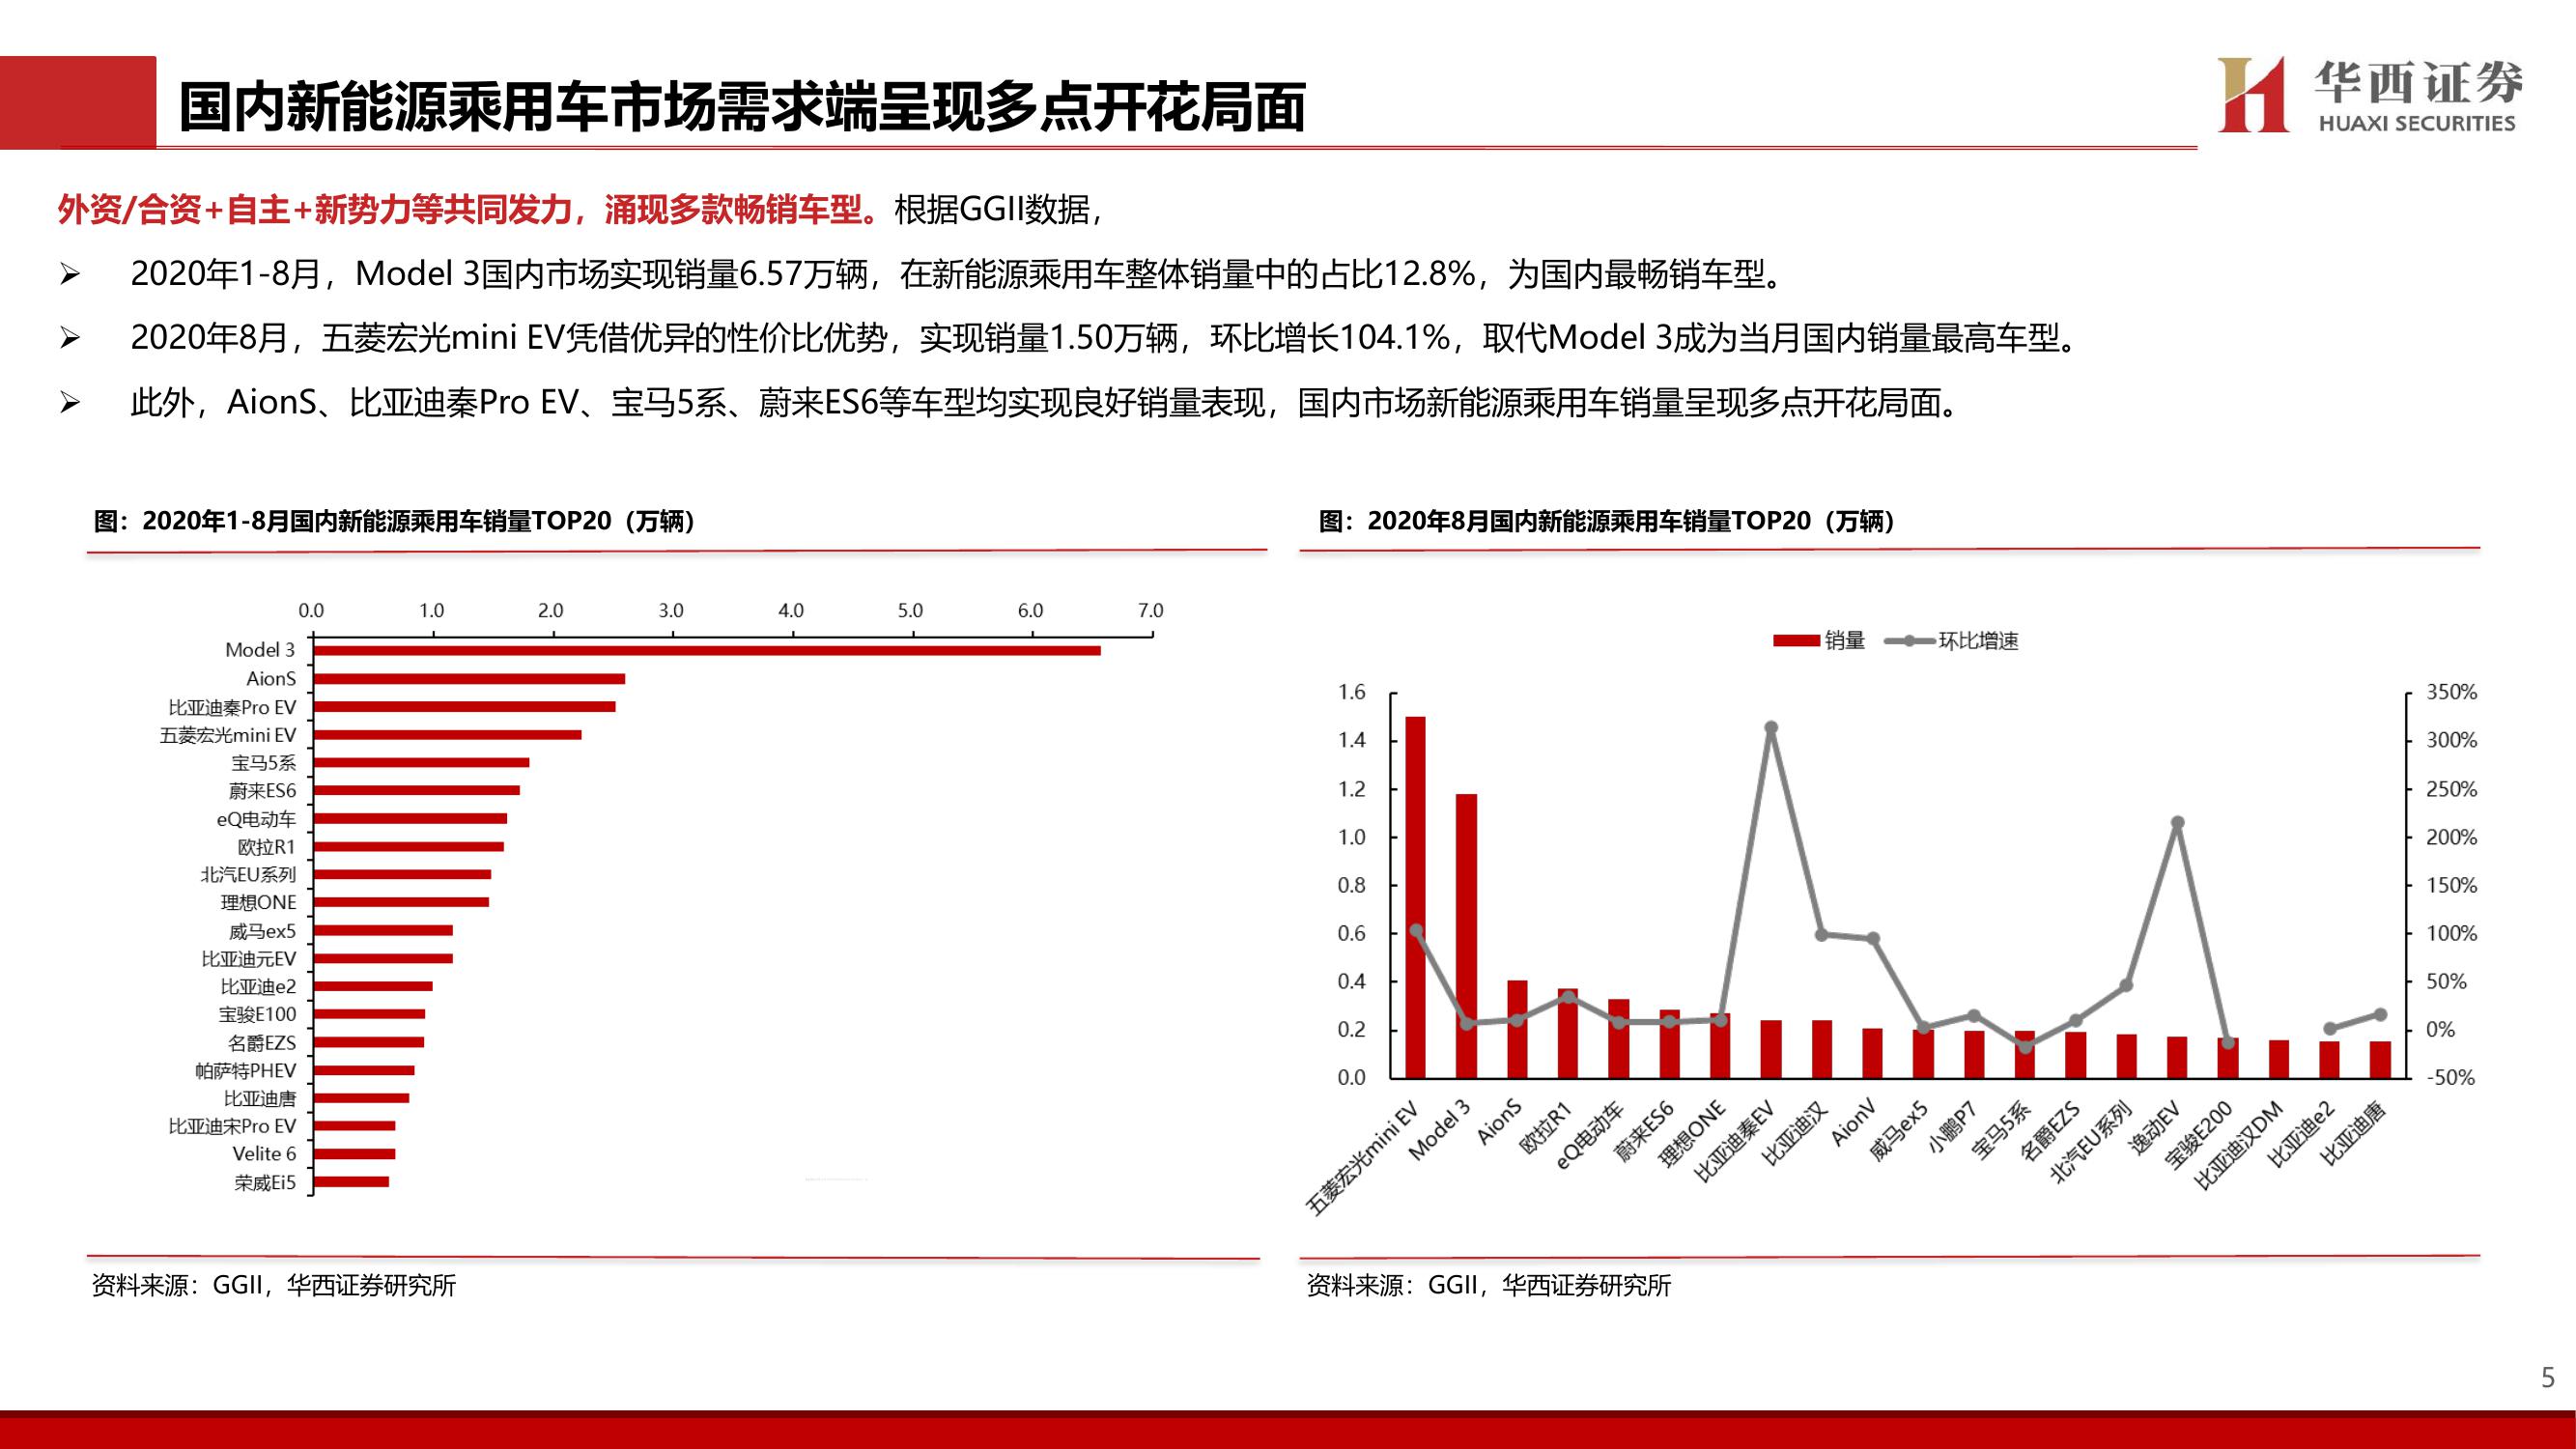 国内新能源乘用车市场需求端呈现多点开花局面
华西证券
HUAXI SECURITIES
外资/合资+自主+新势力等共同发力，涌现多款畅销车型。根据GGII数据，
➢ 2020年1-8月，Model 3国内市场实现销量6.57万辆，在新能源乘用车整体销量中的占比12.8%，为国内最畅销车型。
➢ 2020年8月，五菱宏光mini EV凭借优异的性价比优势，实现销量1.50万辆，环比增长104.1%，取代Model 3成为当月国内销量最高车型。
➢ 此外，AionS、比亚迪秦Pro EV、宝马5系、蔚来ES6等车型均实现良好销量表现，国内市场新能源乘用车销量呈现多点开花局面。
图：2020年1-8月国内新能源乘用车销量TOP20（万辆）
0.0 1.0 2.0 3.0 4.0 5.0 6.0 7.0
Model 3
AionS
比亚迪秦Pro EV
五菱宏光mini EV
宝马5系
蔚来ES6
eQ电动车
欧拉R1
北汽EU系列
理想ONE
威马ex5
比亚迪元EV
比亚迪e2
宝骏E100
名爵EZS
帕萨特PHEV
比亚迪唐
比亚迪宋Pro EV
Velite 6
荣威Ei5
资料来源：GGII，华西证券研究所
图：2020年8月国内新能源乘用车销量TOP20（万辆）
销量 环比增速
1.6
1.4
1.2
1.0
0.8
0.6
0.4
0.2
0.0
350%
300%
250%
200%
150%
100%
50%
0%
-50%
五菱宏光mini EV
Model 3
AionS
欧拉R1
eQ电动车
蔚来ES6
理想ONE
比亚迪秦EV
比亚迪汉
AionV
威马ex5
小鹏P7
宝马5系
名爵EZS
北汽EU系列
逸动EV
宝骏E200
比亚迪汉DM
比亚迪e2
比亚迪唐
资料来源：GGII，华西证券研究所
5